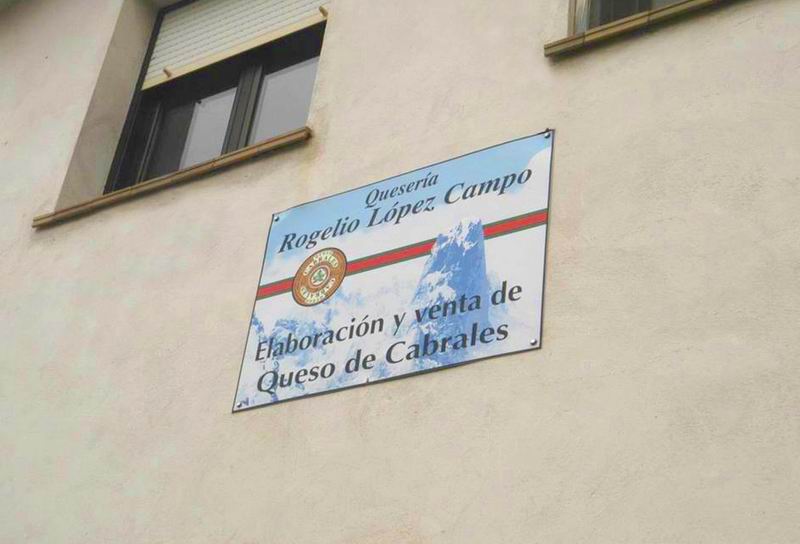 Quesería
Rogelio López Campo
Elaboración y venta de
Queso de Cabrales